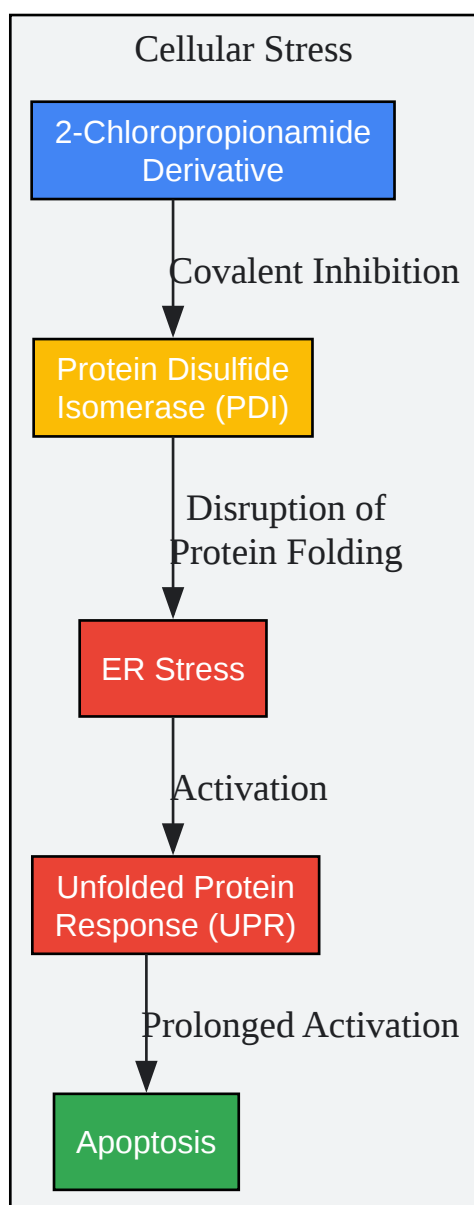 Cellular Stress
2-Chloropropionamide
Derivative
Covalent Inhibition
Protein Disulfide
Isomerase (PDI)
Disruption of
Protein Folding
ER Stress
Activation
Unfolded Protein
Response (UPR)
Prolonged Activation
Apoptosis